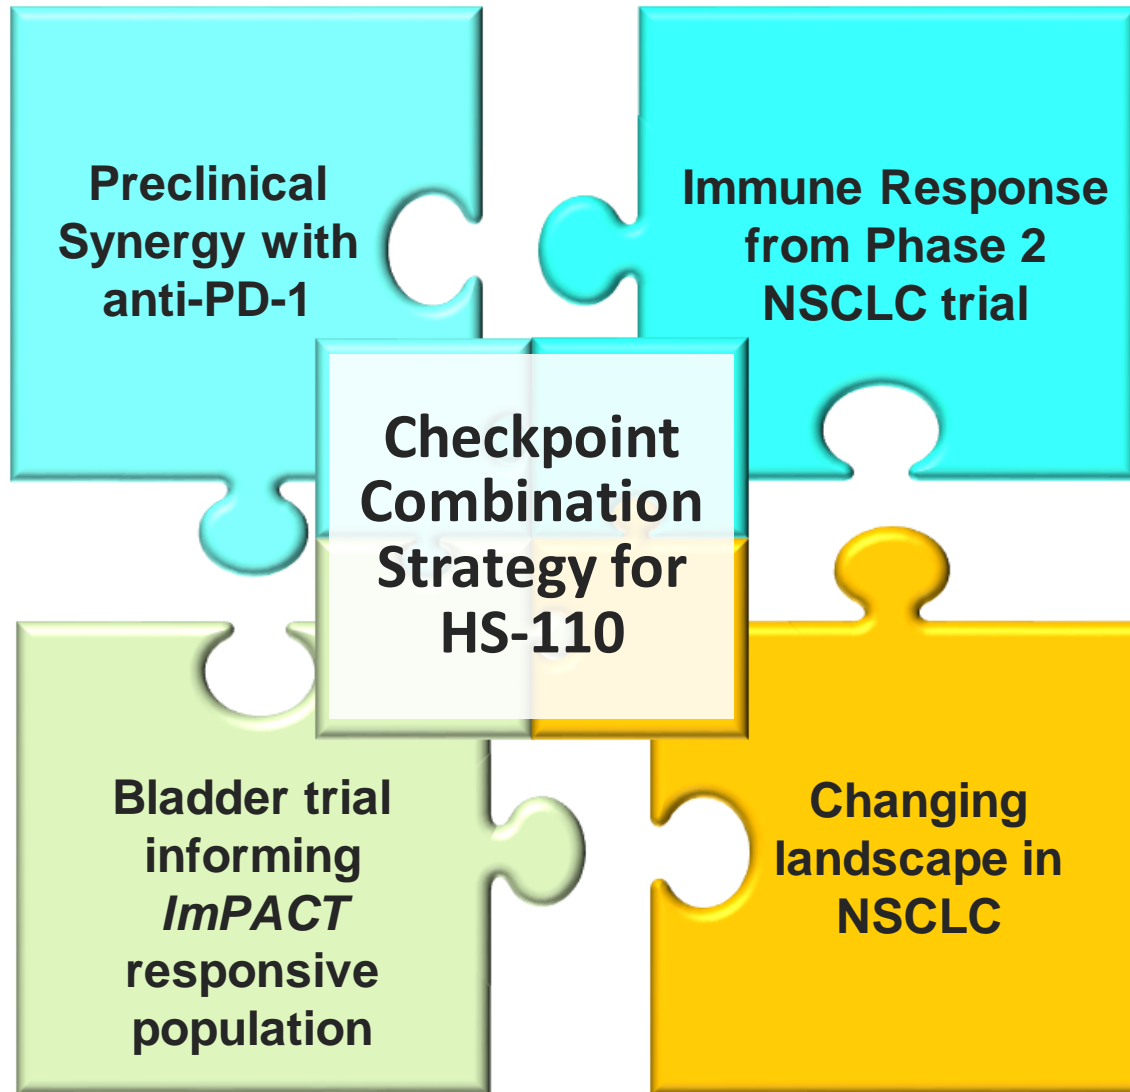 Preclinical
Synergy with
anti-PD-1
Immune Response
from Phase 2
NSCLC trial
Checkpoint
Combination
Strategy for
HS-110
Bladder trial
informing
ImPACT
responsive
population
Changing
landscape in
NSCLC